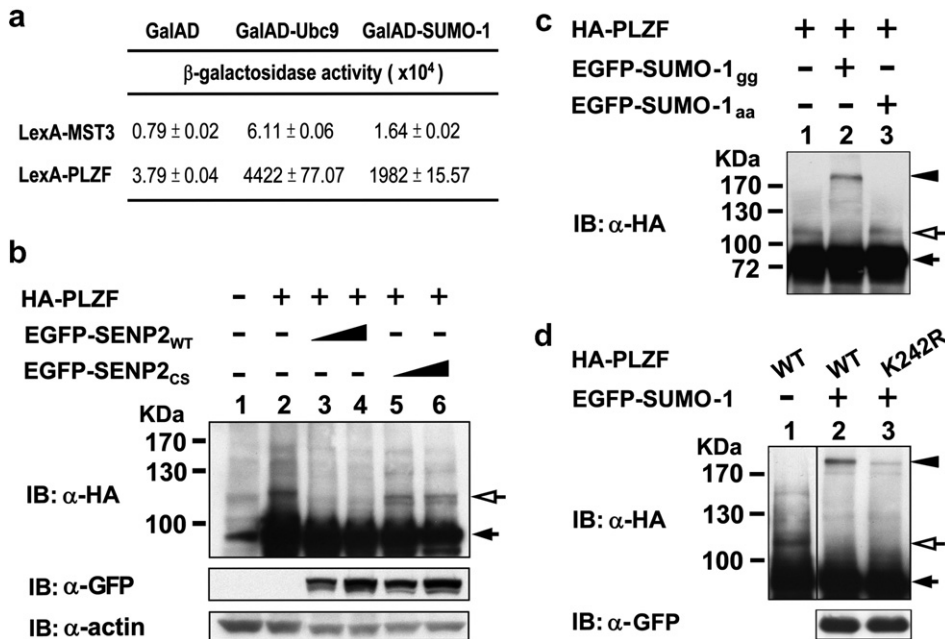 a
GalAD GalAD-Ubc9 GalAD-SUMO-1
β-galactosidase activity ( x10⁴)
LexA-MST3 0.79 ± 0.02 6.11 ± 0.06 1.64 ± 0.02
LexA-PLZF 3.79 ± 0.04 4422 ± 77.07 1982 ± 15.57
b
HA-PLZF - + + + + +
EGFP-SENP2WT - - - -
EGFP-SENP2CS - - - -
KDa 1 2 3 4 5 6
170
130
IB: α-HA
100
IB: α-GFP
IB: α-actin
c
HA-PLZF + + +
EGFP-SUMO-1gg - + -
EGFP-SUMO-1aa - - +
1 2 3
KDa
170
130
IB: α-HA
100
72
d
HA-PLZF WT WT K242R
EGFP-SUMO-1 - + +
KDa 1 2 3
170
IB: α-HA
130
100
IB: α-GFP